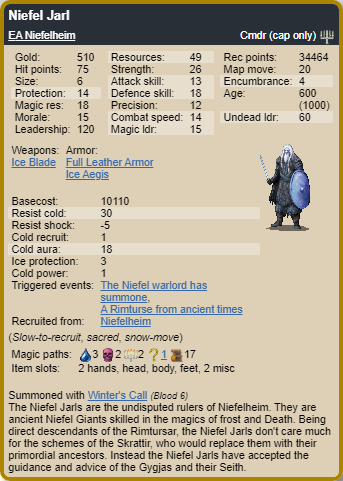 Niefel Jarl
EA Niefelheim Cmdr (cap only)
Gold: 510 Resources: 49 Rec points: 34464
Hit points: 75 Strength: 26 Map move: 20
Size: 6 Attack skill: 13 Encumbrance: 4
Protection: 14 Defence skill: 18 Age: 600
Magic res: 18 Precision: 12 (1000)
Morale: 15 Combat speed: 14 Undead ldr: 60
Leadership: 120 Magic ldr: 15
Weapons: Armor:
Ice Blade Full Leather Armor
Ice Aegis
Basecost: 10110
Resist cold: 30
Resist shock: -5
Cold recruit: 1
Cold aura: 18
Ice protection: 3
Cold power: 1
Triggered events: The Niefel warlord has
summone,
A Rimturse from ancient times
Recruited from: Niefelheim
(Slow-to-recruit, sacred, snow-move)
Magic paths: 3 2 2 ? 1 17
Item slots: 2 hands, head, body, feet, 2 misc
Summoned with Winter's Call (Blood 6)
The Niefel Jarls are the undisputed rulers of Niefelheim. They are
ancient Niefel Giants skilled in the magics of frost and Death. Being
direct descendants of the Rimtursar, the Niefel Jarls don't care much
for the schemes of the Skrattir, who would replace them with their
primordial ancestors. Instead the Niefel Jarls have accepted the
guidance and advice of the Gygjas and their Seith.